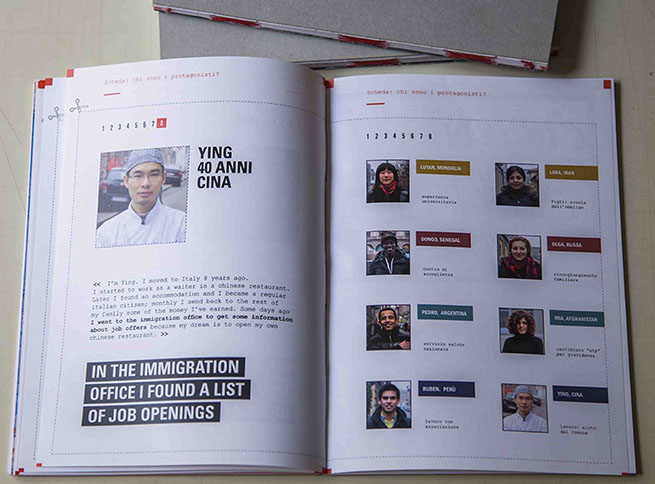 Scheda: chi sono i protagonisti?
1 2 3 4 5 6 7 8
YING
40 ANNI
CINA
<< I'm Ying. I moved to Italy 8 years ago.
I started to work as a waiter in a chinese restaurant.
Later I found an accommodation and I became a regular
Italian citizen; monthly I send back to the rest of
my family some of the money I've earned. Some days ago
I went to the immigration office to get some information
about job offers because my dream is to open my own
chinese restaurant. >>
IN THE IMMIGRATION
OFFICE I FOUND A LIST
OF JOB OPENINGS
Scheda: chi sono i protagonisti?
1 2 3 4 5 6 7 8
LUYAN, MONGOLIA
esperienza
universitaria
LARA, IRAN
figli: scuola
dell'obbligo
DONGO, SENEGAL
centro di
accoglienza
OLGA, RUSSA
ricongiungimento
familiare
PEDRO, ARGENTINA
servizio salute
nazionale
MIA, AFGHANISTAN
certificato "stp"
per gravidanza
RUBEN, PERÙ
lavoro con
associazione
YING, CINA
lavoro: aiuto
dal Comune